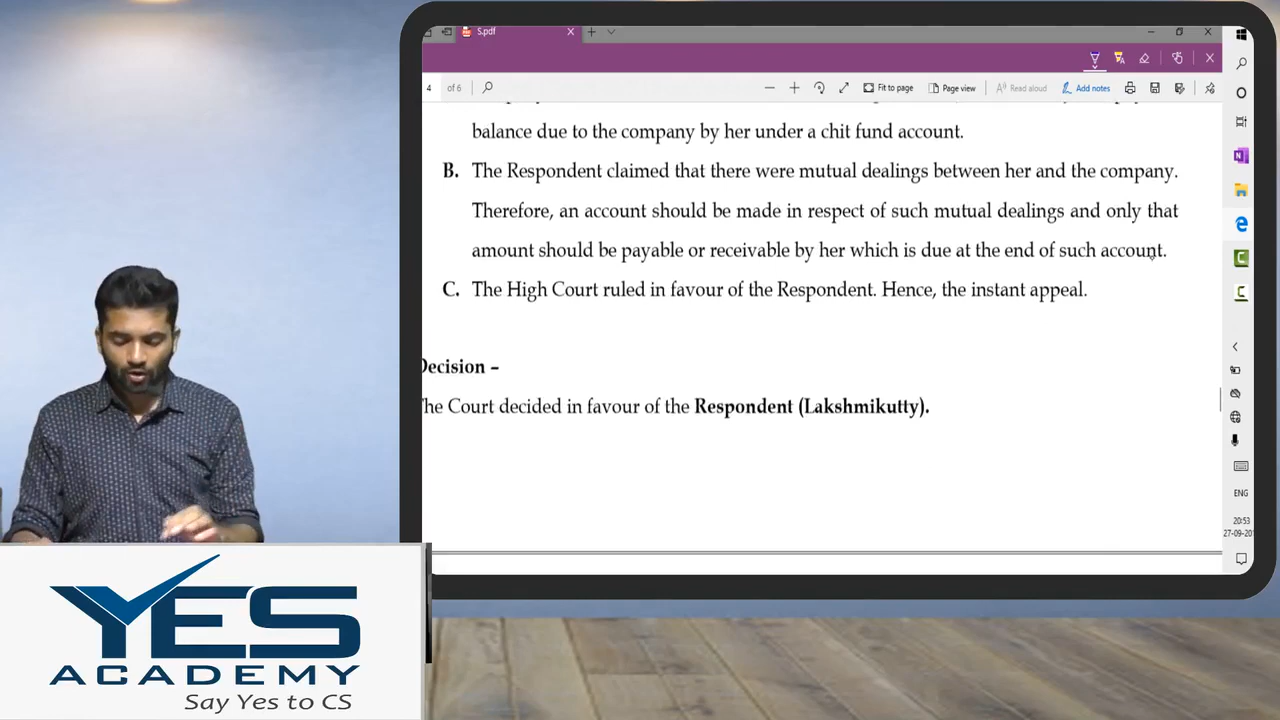 S.pdf
4 of 6 Fit to page Page view Read aloud Add notes
balance due to the company by her under a chit fund account.
B. The Respondent claimed that there were mutual dealings between her and the company.
Therefore, an account should be made in respect of such mutual dealings and only that
amount should be payable or receivable by her which is due at the end of such account.
C. The High Court ruled in favour of the Respondent. Hence, the instant appeal.
Decision –
The Court decided in favour of the Respondent (Lakshmikutty).
ENG
20:53
27-09-20
YES
ACADEMY
Say Yes to CS